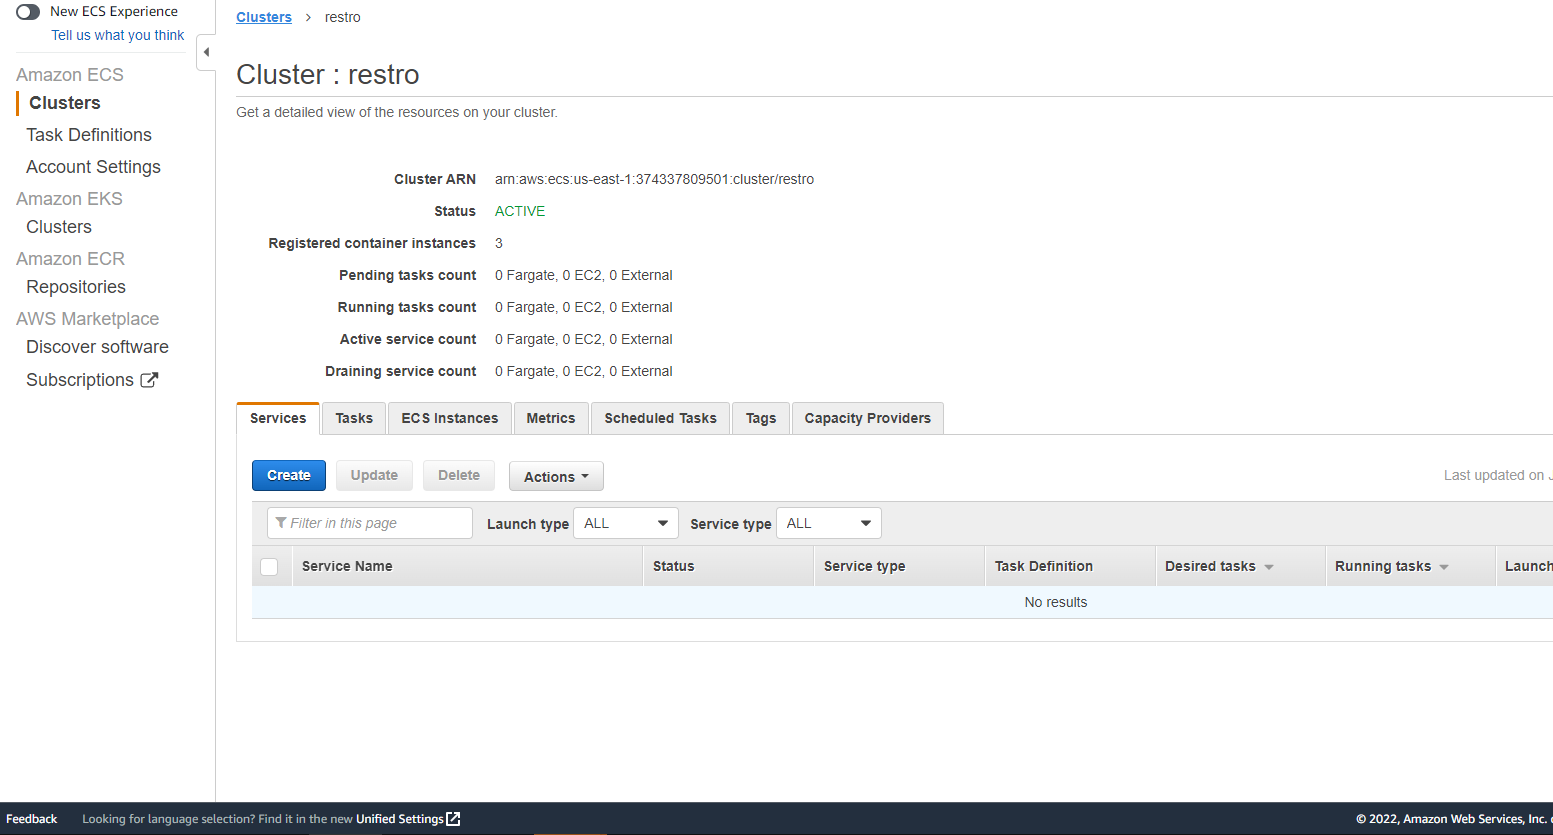 New ECS Experience
Tell us what you think
Amazon ECS
Clusters
Task Definitions
Account Settings
Amazon EKS
Clusters
Amazon ECR
Repositories
AWS Marketplace
Discover software
Subscriptions
Clusters > restro
Cluster : restro
Get a detailed view of the resources on your cluster.
Cluster ARN arn:aws:ecs:us-east-1:374337809501:cluster/restro
Status ACTIVE
Registered container instances 3
Pending tasks count 0 Fargate, 0 EC2, 0 External
Running tasks count 0 Fargate, 0 EC2, 0 External
Active service count 0 Fargate, 0 EC2, 0 External
Draining service count 0 Fargate, 0 EC2, 0 External
Services Tasks ECS Instances Metrics Scheduled Tasks Tags Capacity Providers
Create Update Delete Actions Last updated on
Filter in this page Launch type ALL Service type ALL
Service Name Status Service type Task Definition Desired tasks Running tasks Launch
No results
Feedback Looking for language selection? Find it in the new Unified Settings © 2022, Amazon Web Services, Inc.